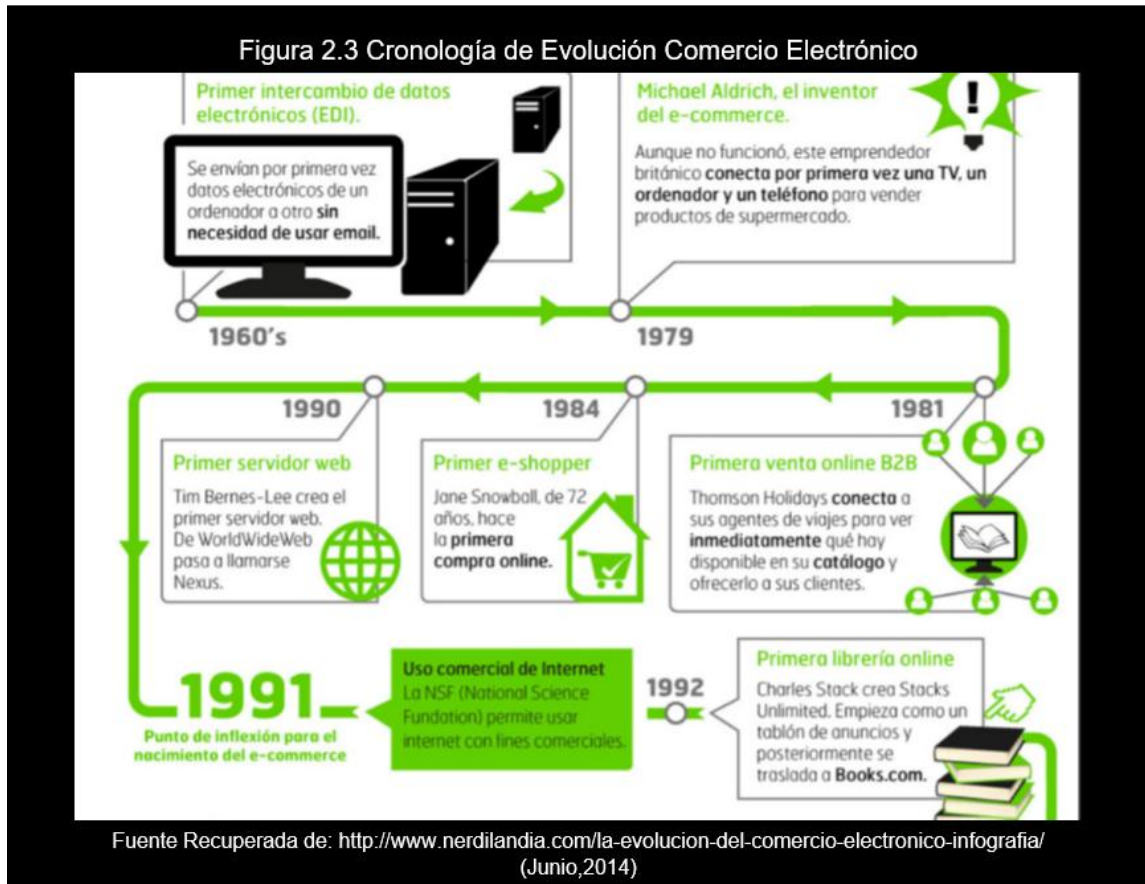 Figura 2.3 Cronología de Evolución Comercio Electrónico
Primer intercambio de datos
electrónicos (EDI).
Se envían por primera vez
datos electrónicos de un
ordenador a otro sin
necesidad de usar email.
1960's
Michael Aldrich, el inventor
del e-commerce.
Aunque no funcionó, este emprendedor
británico conecta por primera vez una TV, un
ordenador y un teléfono para vender
productos de supermercado.
1979
1981
Primera venta online B2B
Thomson Holidays conecta a
sus agentes de viajes para ver
inmediatamente qué hay
disponible en su catálogo y
ofrecerlo a sus clientes.
1984
Primer e-shopper
Jane Snowball, de 72
años, hace
la primera
compra online.
1990
Primer servidor web
Tim Bernes-Lee crea el
primer servidor web.
De WorldWideWeb
pasa a llamarse
Nexus.
1991
Punto de inflexión para el
nacimiento del e-commerce
Uso comercial de Internet
La NSF (National Science
Fundation) permite usar
internet con fines comerciales.
1992
Primera librería online
Charles Stack crea Stacks
Unlimited. Empieza como un
tablón de anuncios y
posteriormente se
traslada a Books.com.
Fuente Recuperada de: http://www.nerdilandia.com/la-evolucion-del-comercio-electronico-infografia/
(Junio,2014)